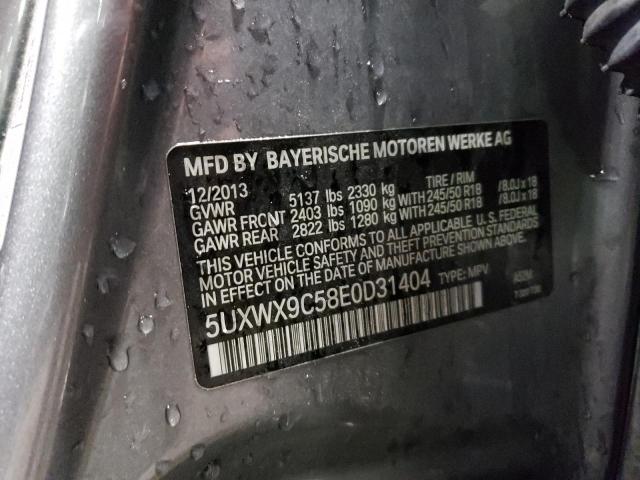 MFD BY BAYERISCHE MOTOREN WERKE AG
12/2013 TIRE / RIM
GVWR 5137 lbs 2330 kg
GAWR FRONT 2403 lbs 1090 kg WITH 245/50 R18 / 8.0J x 18
GAWR REAR 2822 lbs 1280 kg WITH 245/50 R18 / 8.0J x 18
THIS VEHICLE CONFORMS TO ALL APPLICABLE U.S. FEDERAL
MOTOR VEHICLE SAFETY AND THEFT PREVENTION STANDARDS
IN EFFECT ON THE DATE OF MANUFACTURE SHOWN ABOVE.
5UXWX9C58E0D31404 TYPE: MPV